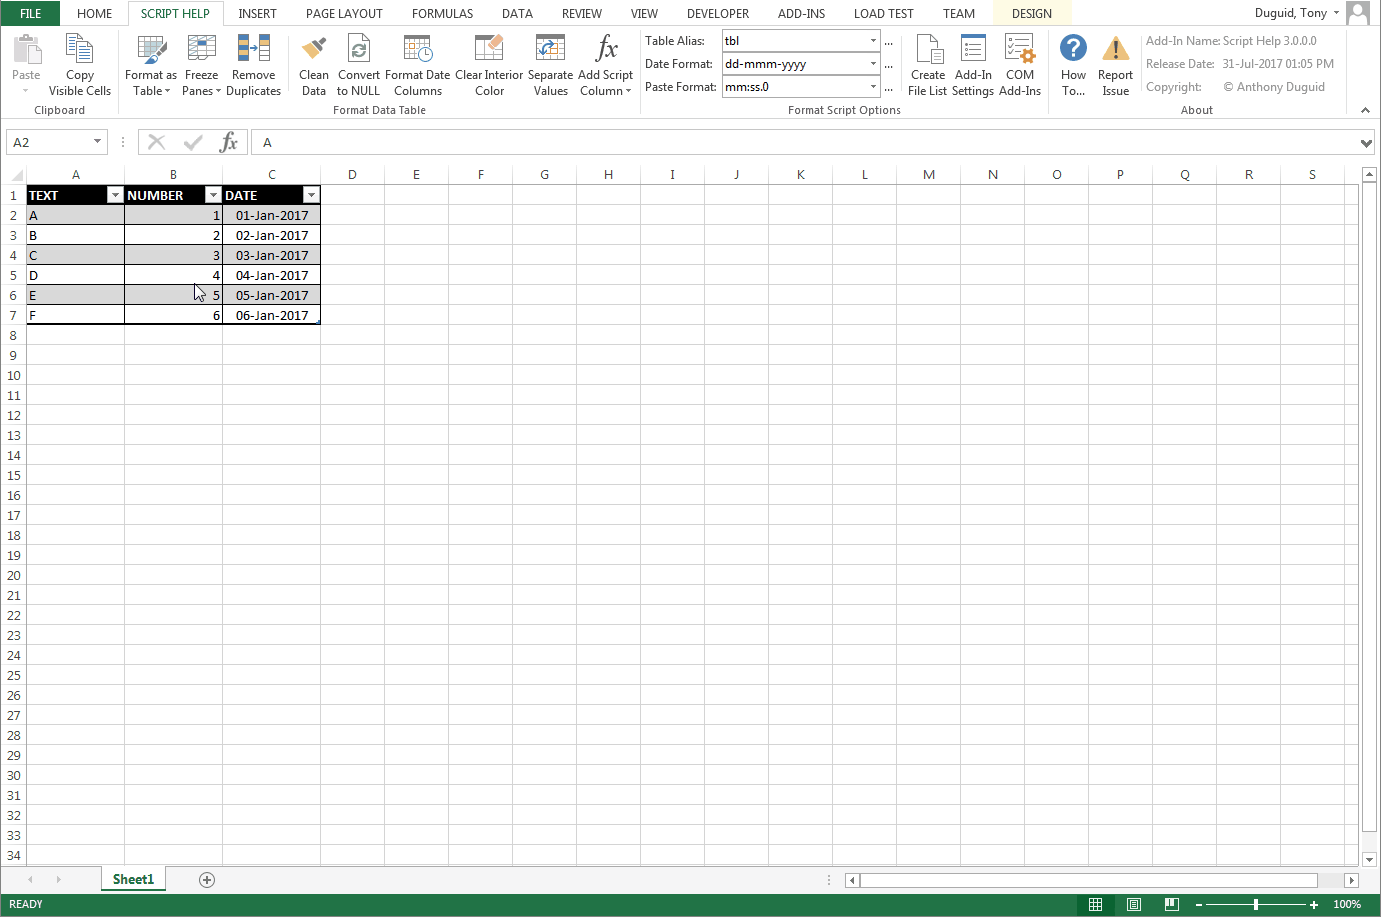 FILE HOME SCRIPT HELP INSERT PAGE LAYOUT FORMULAS DATA REVIEW VIEW DEVELOPER ADD-INS LOAD TEST TEAM DESIGN Duguid, Tony
Paste
Copy Visible Cells
Clipboard
Format as Table
Freeze Panes
Remove Duplicates
Clean Data
Convert to NULL
Format Date Columns
Clear Interior Color
Separate Values
Add Script Column
Format Data Table
Table Alias: tbl ...
Date Format: dd-mmm-yyyy ...
Paste Format: mm:ss.0 ...
Create File List
Add-In Settings
COM Add-Ins
Format Script Options
How To...
Report Issue
Add-In Name: Script Help 3.0.0.0
Release Date: 31-Jul-2017 01:05 PM
Copyright: © Anthony Duguid
About
A2 fx A
A B C D E F G H I J K L M N O P Q R S
1 TEXT NUMBER DATE
2 A 1 01-Jan-2017
3 B 2 02-Jan-2017
4 C 3 03-Jan-2017
5 D 4 04-Jan-2017
6 E 5 05-Jan-2017
7 F 6 06-Jan-2017
8
9
10
11
12
13
14
15
16
17
18
19
20
21
22
23
24
25
26
27
28
29
30
31
32
33
34
Sheet1
READY 100%